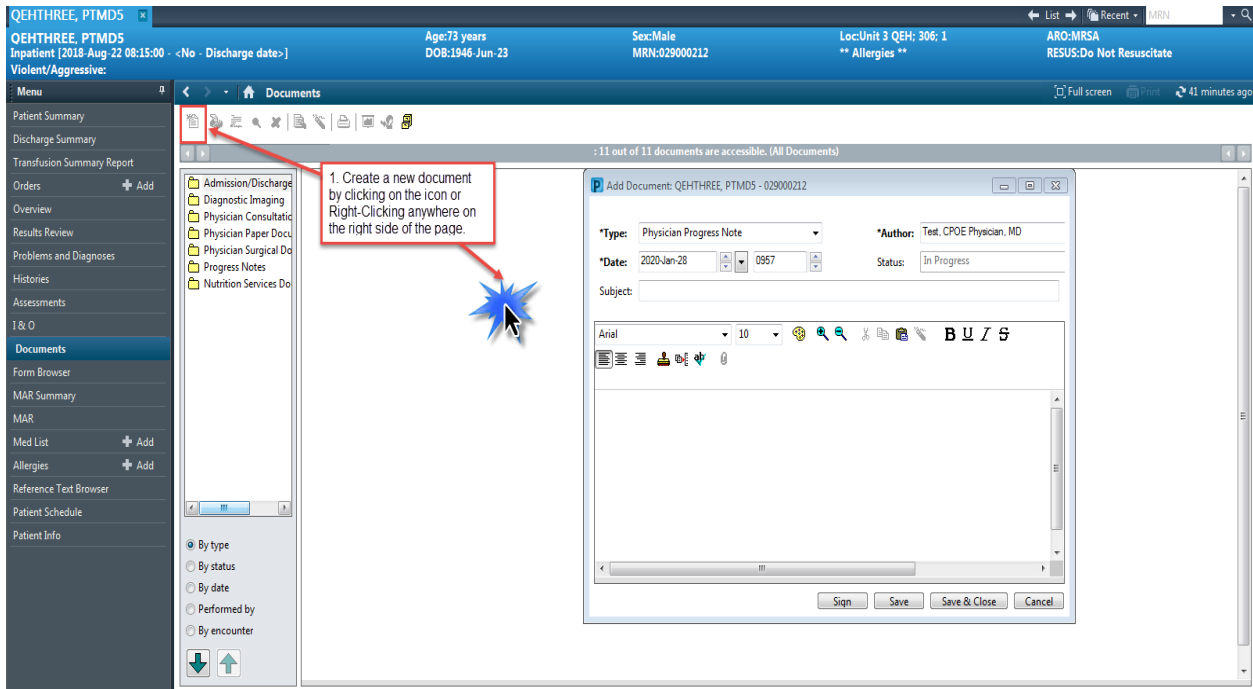 QEHTHREE, PTMD5
List
Recent
MRN
QEHTHREE, PTMD5
Age:73 years
Sex:Male
Loc:Unit 3 QEH; 306; 1
ARO:MRSA
Inpatient [2018-Aug-22 08:15:00 - <No - Discharge date>]
DOB:1946-Jun-23
MRN:029000212
** Allergies **
RESUS:Do Not Resuscitate
Violent/Aggressive:
Menu
Documents
Full screen
Print
41 minutes ago
Patient Summary
Discharge Summary
Transfusion Summary Report
Orders
Add
Overview
Results Review
Problems and Diagnoses
Histories
Assessments
I & O
Documents
Form Browser
MAR Summary
MAR
Med List
Add
Allergies
Add
Reference Text Browser
Patient Schedule
Patient Info
: 11 out of 11 documents are accessible. (All Documents)
Admission/Discharge
Diagnostic Imaging
Physician Consultatic
Physician Paper Docu
Physician Surgical Do
Progress Notes
Nutrition Services Do
By type
By status
By date
Performed by
By encounter
1. Create a new document
by clicking on the icon or
Right-Clicking anywhere on
the right side of the page.
Add Document: QEHTHREE, PTMD5 - 029000212
*Type:
Physician Progress Note
*Author:
Test, CPOE Physician, MD
*Date:
2020-Jan-28
0957
Status:
In Progress
Subject:
Arial
10
B U I S
Sign
Save
Save & Close
Cancel